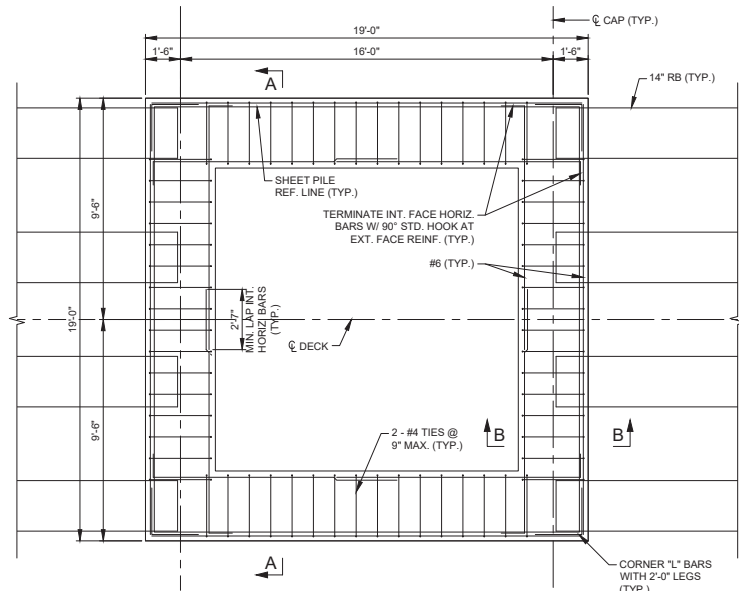 ℄ CAP (TYP.)
19'-0"
1'-6"
16'-0"
1'-6"
A
14" RB (TYP.)
SHEET PILE
REF. LINE (TYP.)
TERMINATE INT. FACE HORIZ.
BARS W/ 90° STD. HOOK AT
EXT. FACE REINF. (TYP.)
9'-6"
#6 (TYP.)
19'-0"
2'-7"
MIN. LAP INT.
HORIZ BARS
(TYP.)
℄ DECK
9'-6"
2 - #4 TIES @
9" MAX. (TYP.)
B
B
A
CORNER "L" BARS
WITH 2'-0" LEGS
(TYP.)